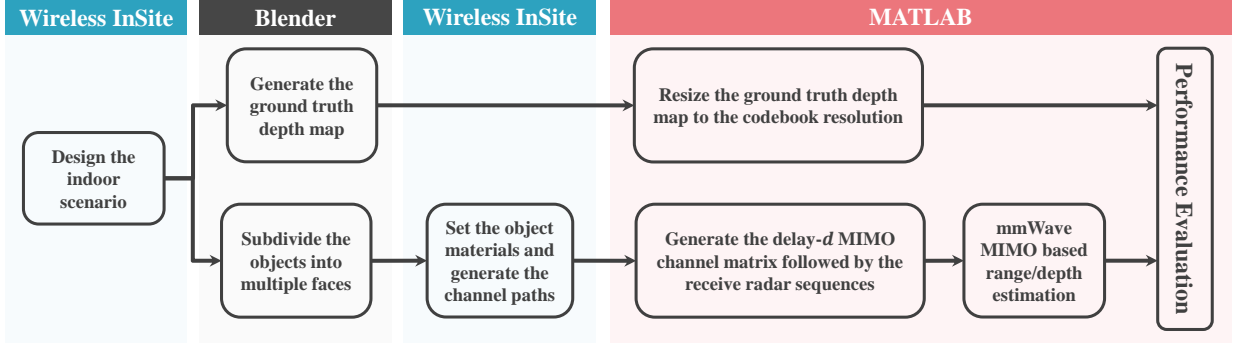 Wireless InSite
Blender
Wireless InSite
MATLAB
Design the
indoor
scenario
Generate the
ground truth
depth map
Resize the ground truth depth
map to the codebook resolution
Subdivide the
objects into
multiple faces
Set the object
materials and
generate the
channel paths
Generate the delay-d MIMO
channel matrix followed by the
receive radar sequences
mmWave
MIMO based
range/depth
estimation
Performance Evaluation